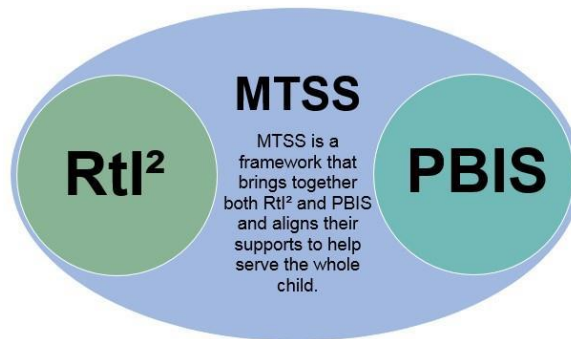 MTSS
RtI²
MTSS is a
framework that
brings together
both RtI² and PBIS
and aligns their
supports to help
serve the whole
child.
PBIS